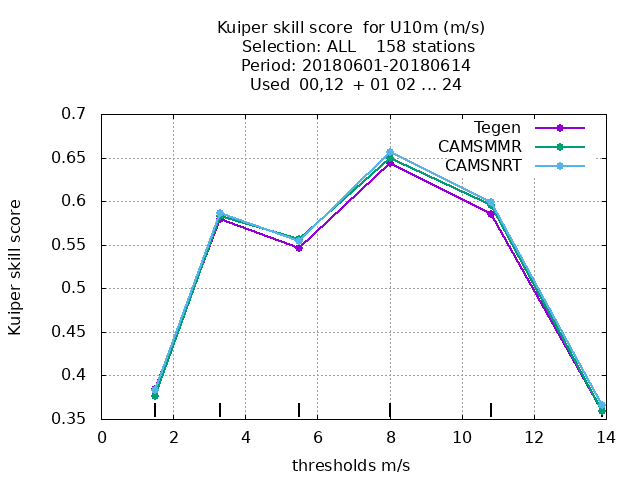 Kuiper skill score for U10m (m/s)
Selection: ALL 158 stations
Period: 20180601-20180614
Used 00,12 + 01 02 ... 24
0.7
0.65
0.6
0.55
0.5
0.45
0.4
0.35
Kuiper skill score
Tegen
CAMSMMR
CAMSNRT
0 2 4 6 8 10 12 14
thresholds m/s